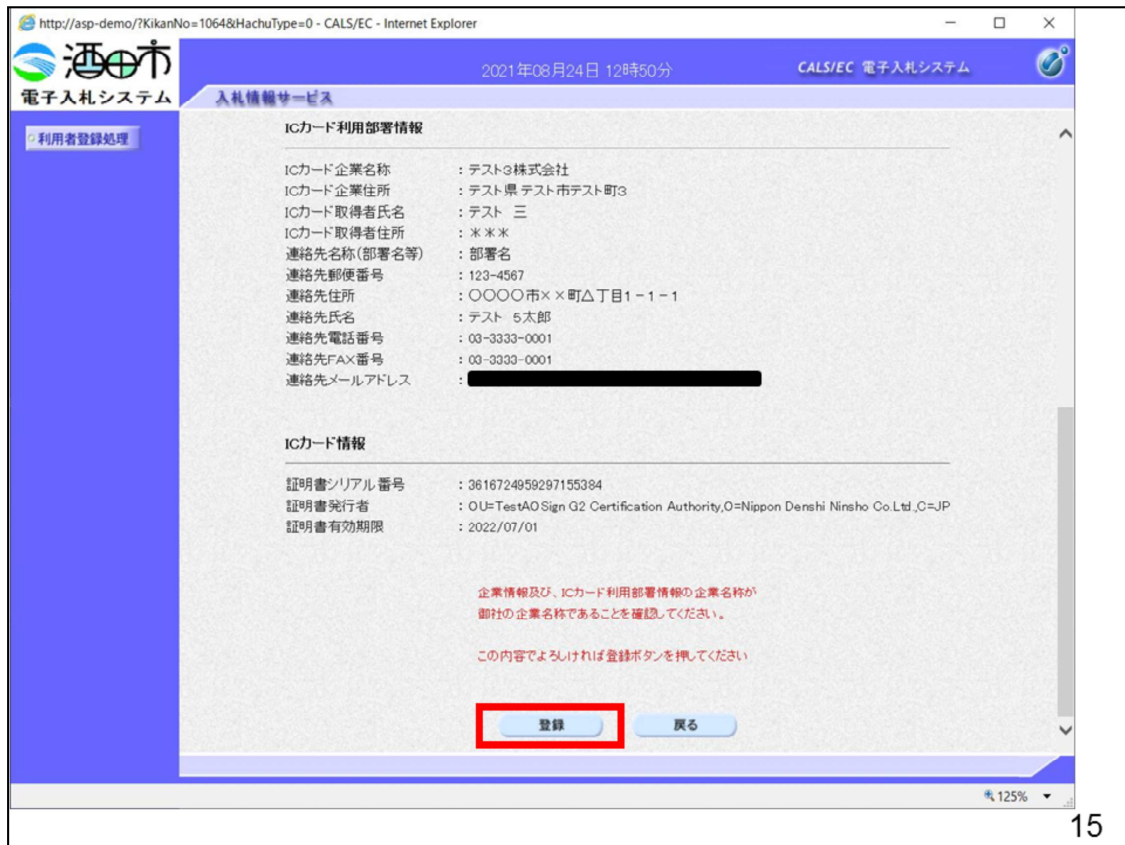 http://asp-demo/?KikanNo=1064&HachuType=0 - CALS/EC - Internet Explorer
酒田市
電子入札システム
2021年08月24日 12時50分
CALS/EC 電子入札システム
入札情報サービス
利用者登録処理
ICカード利用部署情報
ICカード企業名称 : テスト3株式会社
ICカード企業住所 : テスト県テスト市テスト町3
ICカード取得者氏名 : テスト 三
ICカード取得者住所 : ***
連絡先名称(部署名等) : 部署名
連絡先郵便番号 : 123-4567
連絡先住所 : 〇〇〇〇市××町△丁目1-1-1
連絡先氏名 : テスト 5太郎
連絡先電話番号 : 03-3333-0001
連絡先FAX番号 : 03-3333-0001
連絡先メールアドレス :
ICカード情報
証明書シリアル番号 : 3616724959297155384
証明書発行者 : OU=TestAOSign G2 Certification Authority,O=Nippon Denshi Ninsho Co.Ltd.,C=JP
証明書有効期限 : 2022/07/01
企業情報及び、ICカード利用部署情報の企業名称が
御社の企業名称であることを確認してください。
この内容でよろしければ登録ボタンを押してください
登録 戻る
125%
15